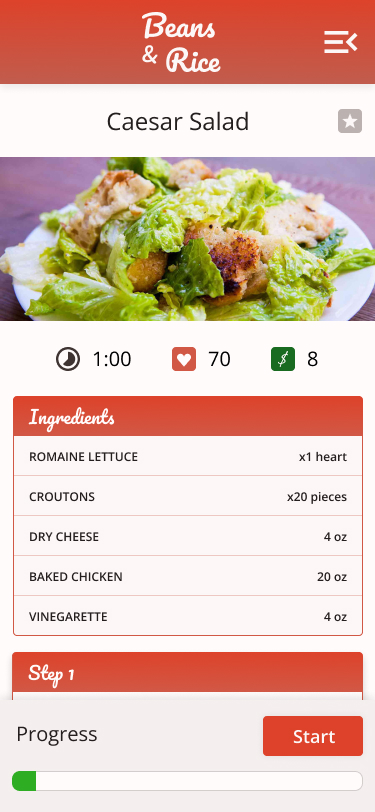 Beans
& Rice
Caesar Salad
1:00 70 $ 8
Ingredients
ROMAINE LETTUCE x1 heart
CROUTONS x20 pieces
DRY CHEESE 4 oz
BAKED CHICKEN 20 oz
VINEGARETTE 4 oz
Step 1
Progress Start